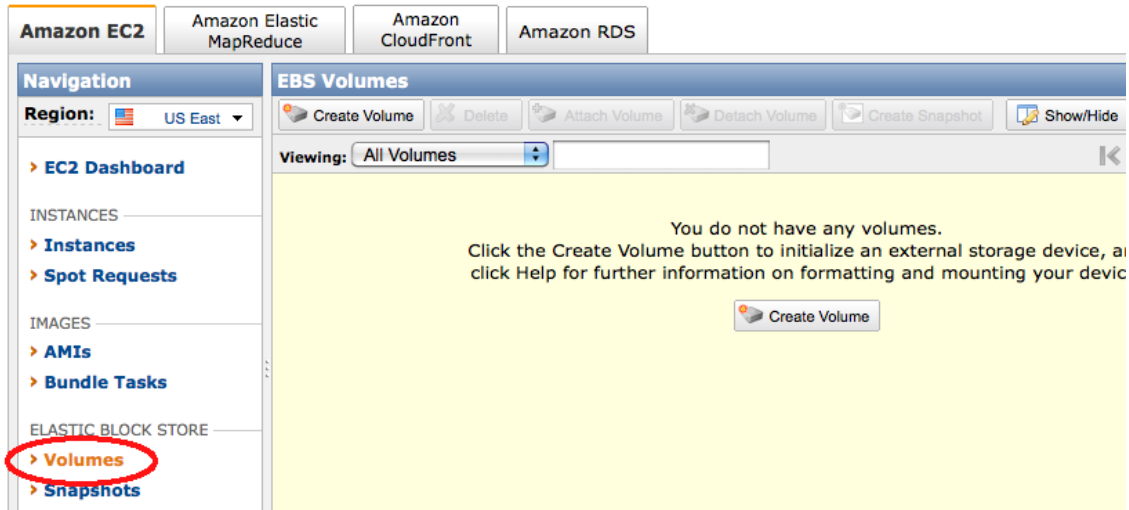 Amazon EC2
Amazon Elastic
MapReduce
Amazon
CloudFront
Amazon RDS
Navigation
Region: US East
EC2 Dashboard
INSTANCES
Instances
Spot Requests
IMAGES
AMIs
Bundle Tasks
ELASTIC BLOCK STORE
Volumes
Snapshots
EBS Volumes
Create Volume Delete Attach Volume Detach Volume Create Snapshot Show/Hide
Viewing: All Volumes
You do not have any volumes.
Click the Create Volume button to initialize an external storage device,
click Help for further information on formatting and mounting your
Create Volume